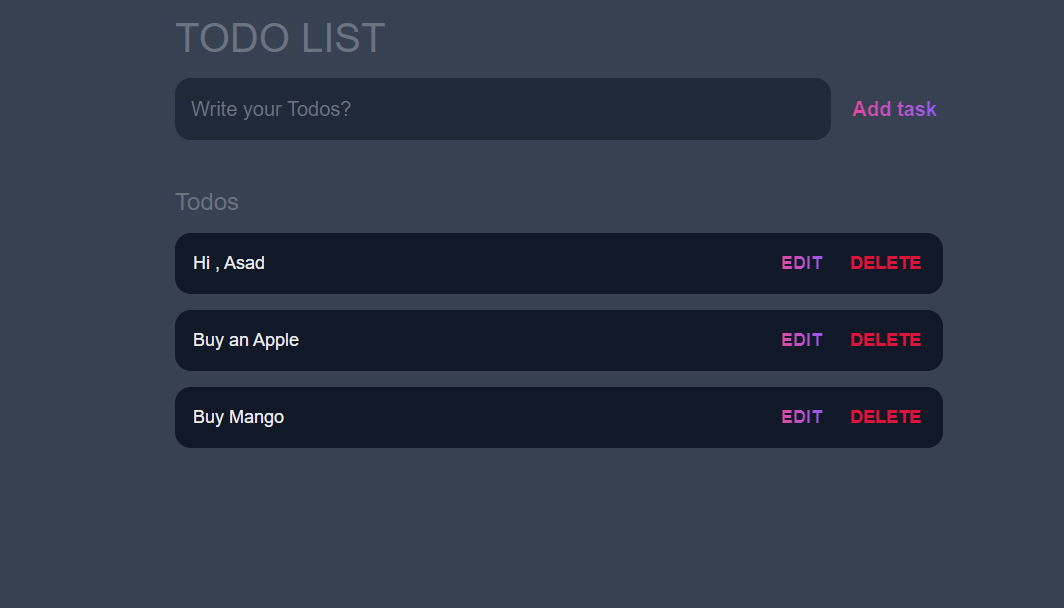 TODO LIST
Write your Todos? Add task
Todos
Hi , Asad EDIT DELETE
Buy an Apple EDIT DELETE
Buy Mango EDIT DELETE